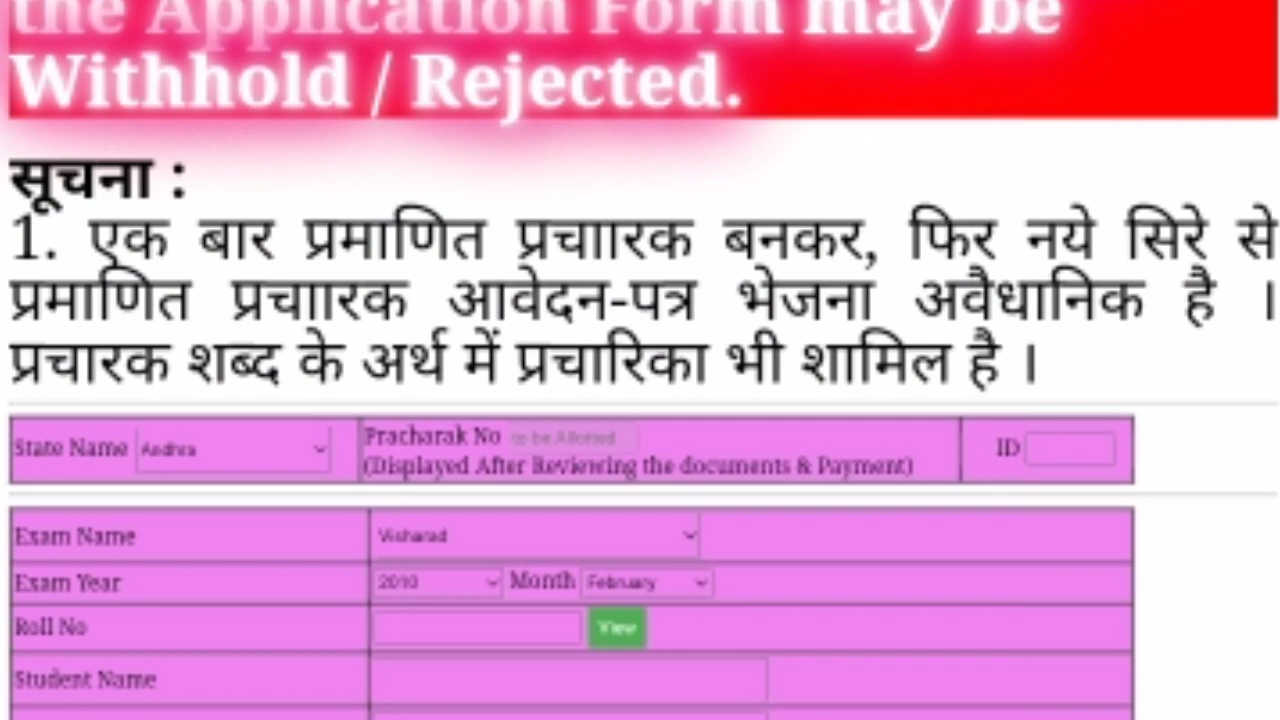 the Application Form may be
Withhold / Rejected.
सूचना :
1. एक बार प्रमाणित प्रचाारक बनकर, फिर नये सिरे से
प्रमाणित प्रचाारक आवेदन-पत्र भेजना अवैधानिक है ।
प्रचारक शब्द के अर्थ में प्रचारिका भी शामिल है ।
State Name Andhra Pracharak No to be Allotted ID
(Displayed After Reviewing the documents & Payment)
Exam Name Visharad
Exam Year 2010 Month February
Roll No View
Student Name